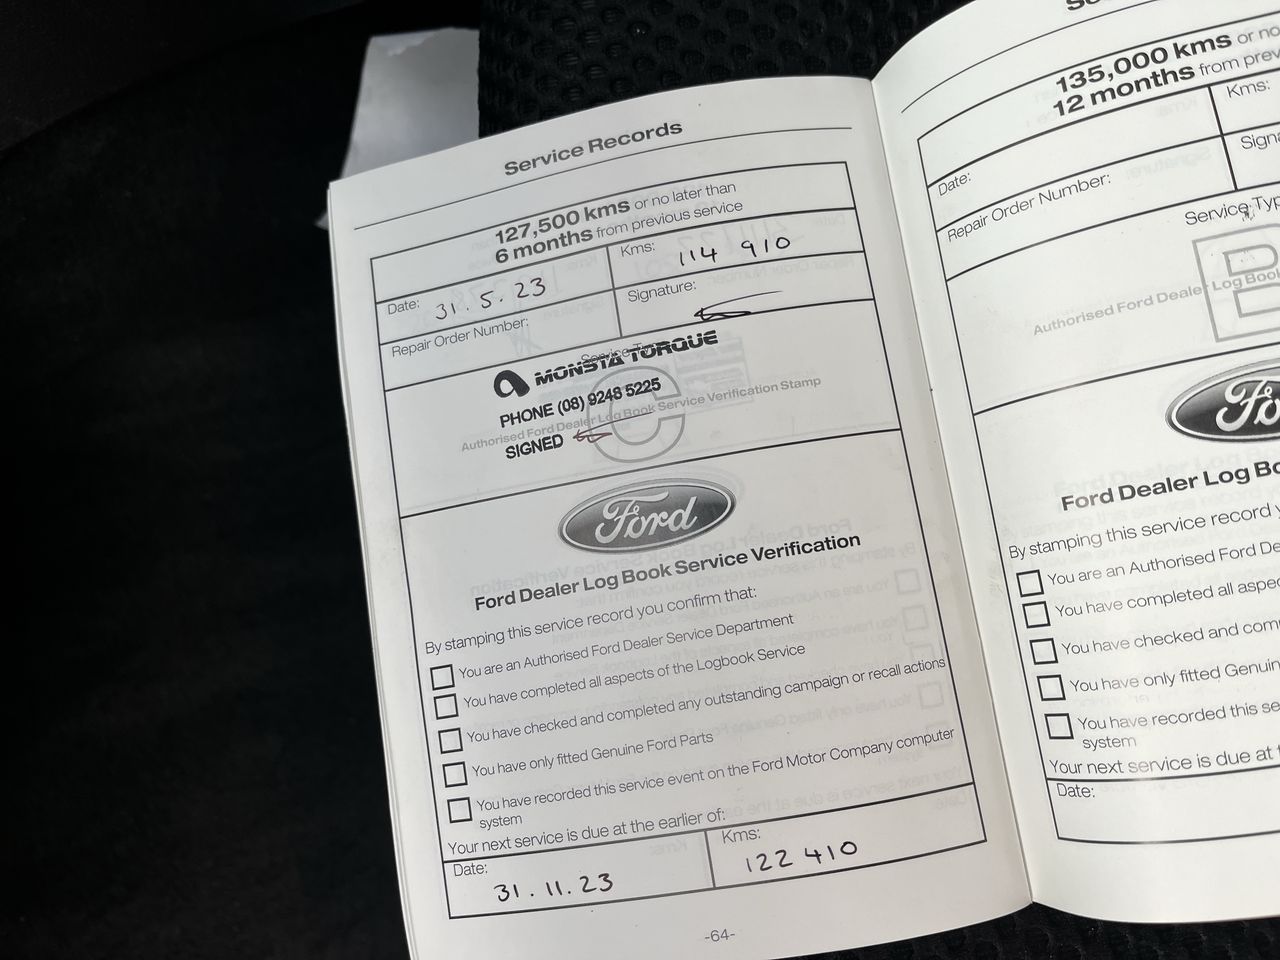 Service Records
127,500 kms or no later than
6 months from previous service
Date: 31.5.23
Kms: 114 910
Repair Order Number:
Signature:
MONSTA TORQUE
PHONE (08) 9248 5225
Authorised Ford Dealer Log Book Service Verification Stamp
SIGNED
C
Ford
Ford Dealer Log Book Service Verification
By stamping this service record you confirm that:
You are an Authorised Ford Dealer Service Department
You have completed all aspects of the Logbook Service
You have checked and completed any outstanding campaign or recall actions
You have only fitted Genuine Ford Parts
You have recorded this service event on the Ford Motor Company computer
system
Your next service is due at the earlier of:
Date: 31.11.23
Kms: 122 410
-64-
135,000 kms or no
12 months from prev
Date:
Kms:
Repair Order Number:
Signa
Service Typ
B
Authorised Ford Dealer Log Book
Fo
Ford Dealer Log Bo
By stamping this service record y
You are an Authorised Ford De
You have completed all aspe
You have checked and com
You have only fitted Genuin
You have recorded this se
system
Your next service is due at t
Date: